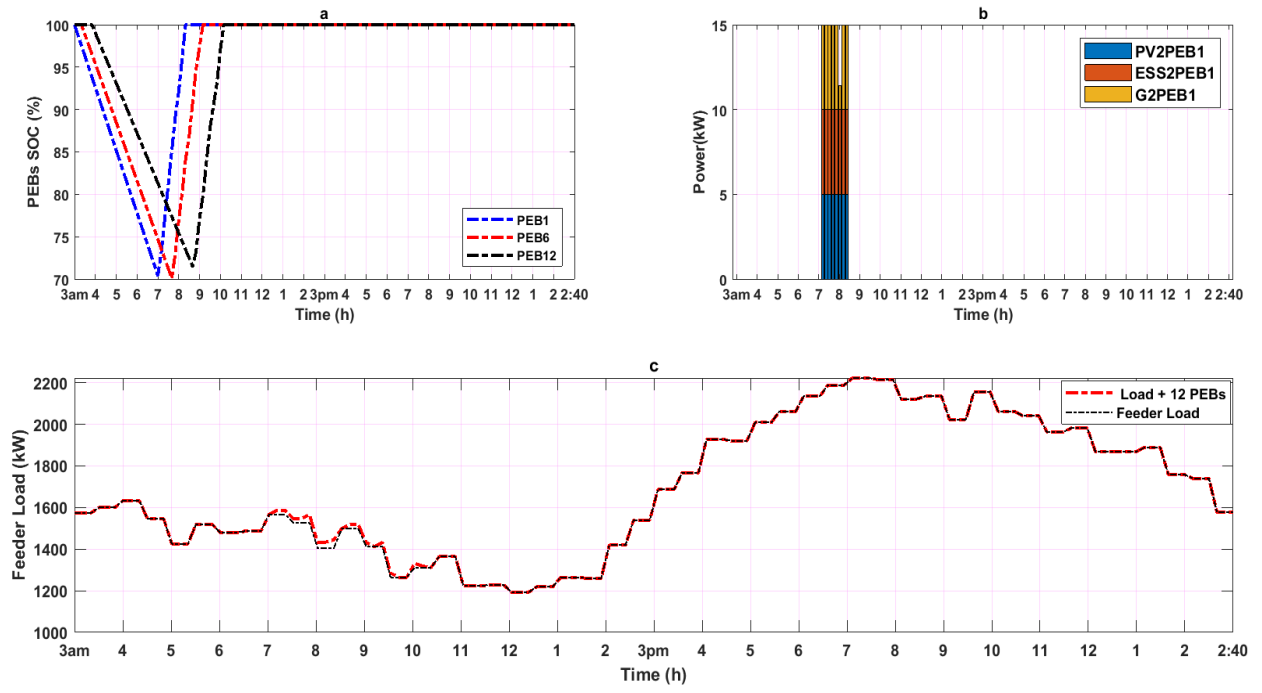 a
100
95
90
85
80
75
70
PEBs SOC (%)
PEB1
PEB6
PEB12
3am 4 5 6 7 8 9 10 11 12 1 2 3pm 4 5 6 7 8 9 10 11 12 1 2 2:40
Time (h)
b
15
10
5
0
Power(kW)
PV2PEB1
ESS2PEB1
G2PEB1
3am 4 5 6 7 8 9 10 11 12 1 2 3pm 4 5 6 7 8 9 10 11 12 1 2 2:40
Time (h)
c
2200
2000
1800
1600
1400
1200
1000
Feeder Load (kW)
Load + 12 PEBs
Feeder Load
3am 4 5 6 7 8 9 10 11 12 1 2 3pm 4 5 6 7 8 9 10 11 12 1 2 2:40
Time (h)